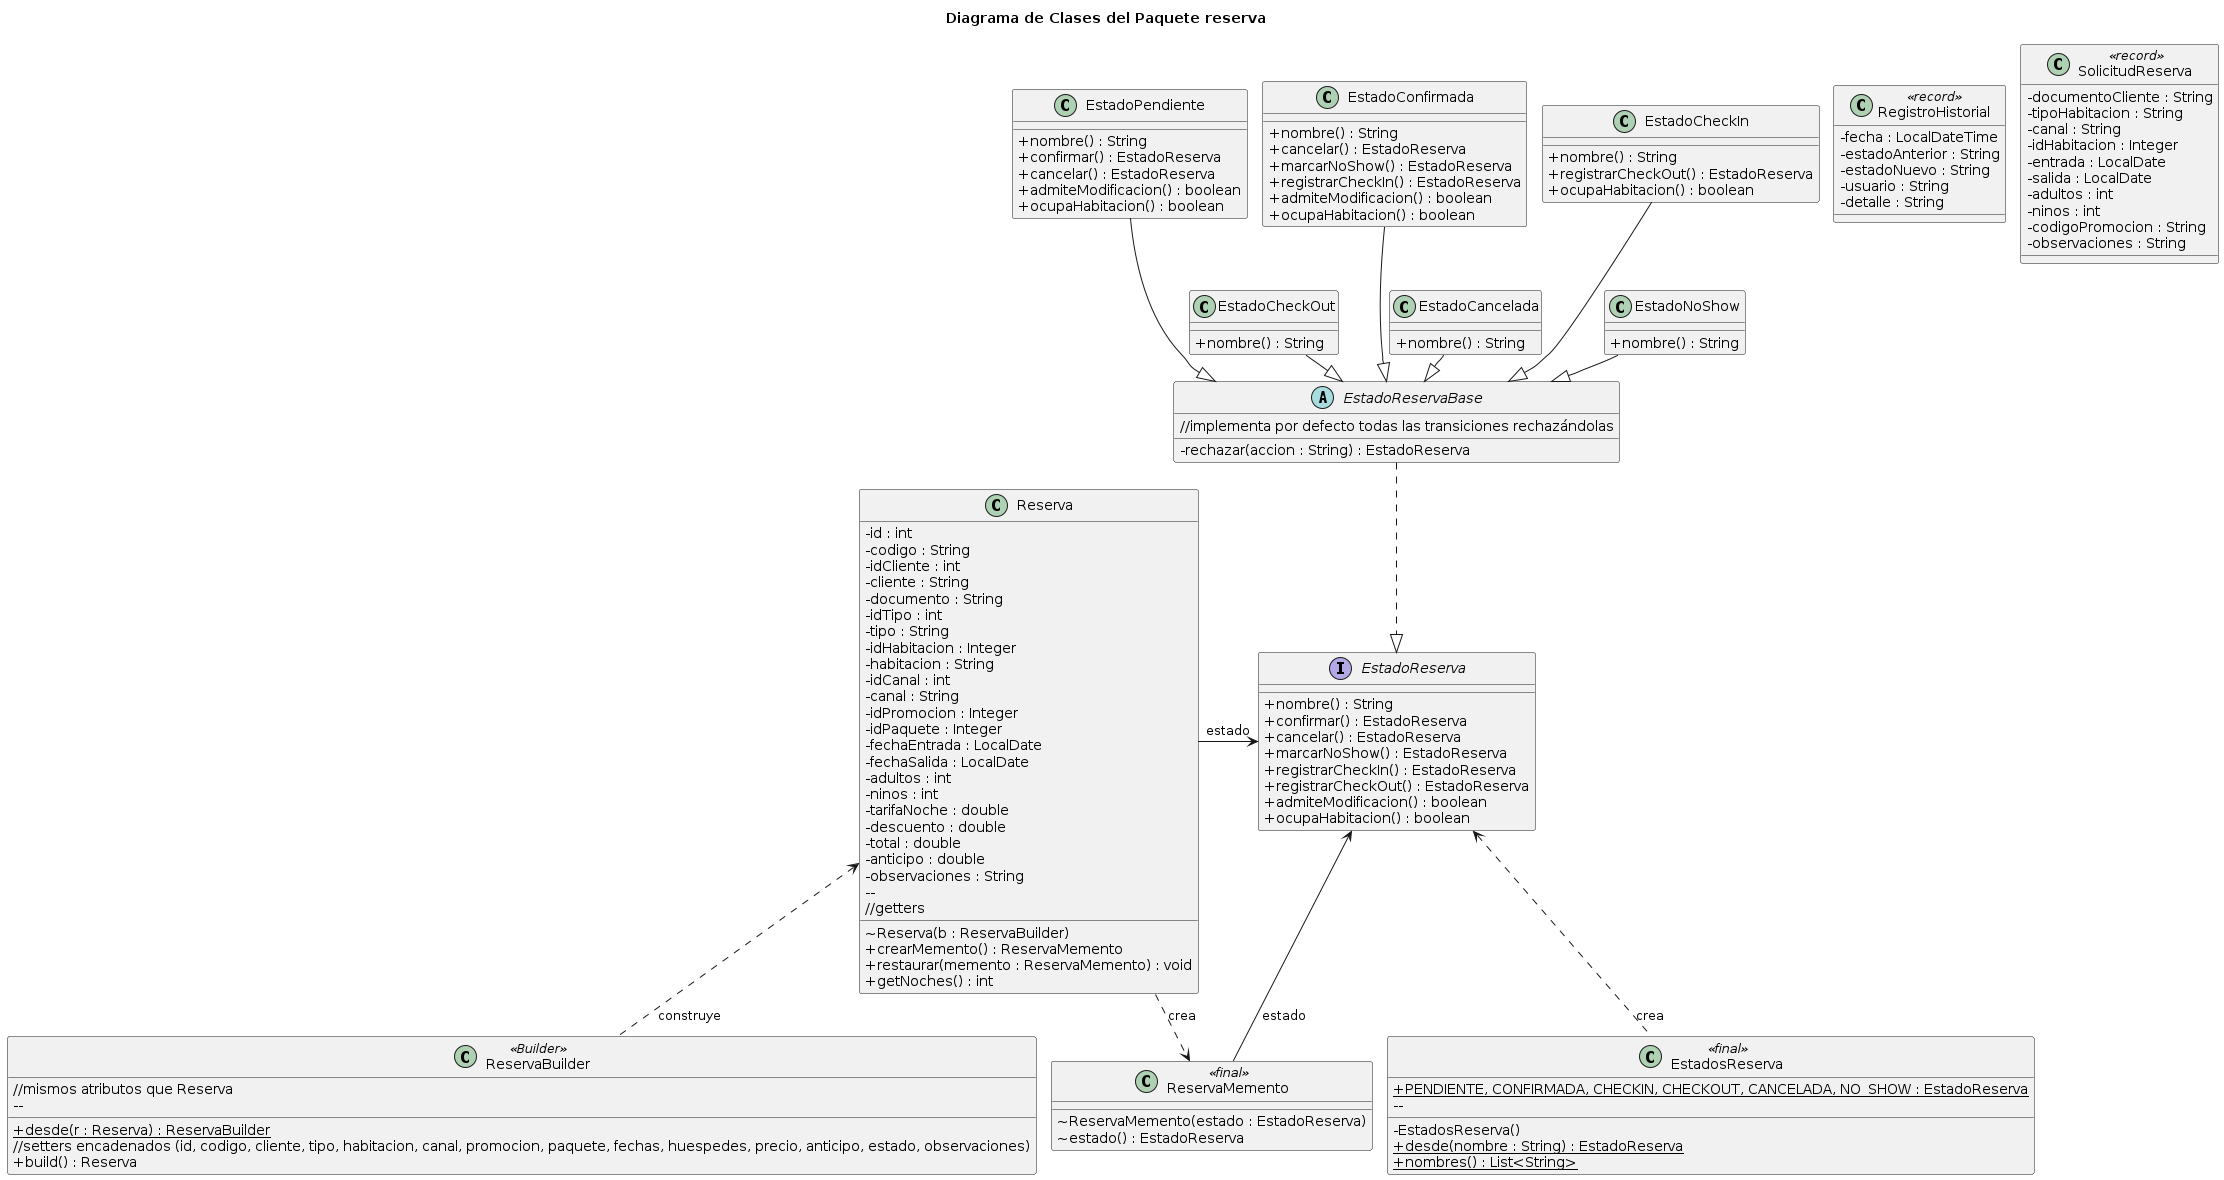 Diagrama de Clases del Paquete reserva
C EstadoPendiente
+nombre() : String
+confirmar() : EstadoReserva
+cancelar() : EstadoReserva
+admiteModificacion() : boolean
+ocupaHabitacion() : boolean
C EstadoConfirmada
+nombre() : String
+cancelar() : EstadoReserva
+marcarNoShow() : EstadoReserva
+registrarCheckIn() : EstadoReserva
+admiteModificacion() : boolean
+ocupaHabitacion() : boolean
C EstadoCheckIn
+nombre() : String
+registrarCheckOut() : EstadoReserva
+ocupaHabitacion() : boolean
C «record»
RegistroHistorial
-fecha : LocalDateTime
-estadoAnterior : String
-estadoNuevo : String
-usuario : String
-detalle : String
C «record»
SolicitudReserva
-documentoCliente : String
-tipoHabitacion : String
-canal : String
-idHabitacion : Integer
-entrada : LocalDate
-salida : LocalDate
-adultos : int
-ninos : int
-codigoPromocion : String
-observaciones : String
C EstadoCheckOut
+nombre() : String
C EstadoCancelada
+nombre() : String
C EstadoNoShow
+nombre() : String
A EstadoReservaBase
//implementa por defecto todas las transiciones rechazándolas
-rechazar(accion : String) : EstadoReserva
C Reserva
-id : int
-codigo : String
-idCliente : int
-cliente : String
-documento : String
-idTipo : int
-tipo : String
-idHabitacion : Integer
-habitacion : String
-idCanal : int
-canal : String
-idPromocion : Integer
-idPaquete : Integer
-fechaEntrada : LocalDate
-fechaSalida : LocalDate
-adultos : int
-ninos : int
-tarifaNoche : double
-descuento : double
-total : double
-anticipo : double
-observaciones : String
--
//getters
~Reserva(b : ReservaBuilder)
+crearMemento() : ReservaMemento
+restaurar(memento : ReservaMemento) : void
+getNoches() : int
estado
I EstadoReserva
+nombre() : String
+confirmar() : EstadoReserva
+cancelar() : EstadoReserva
+marcarNoShow() : EstadoReserva
+registrarCheckIn() : EstadoReserva
+registrarCheckOut() : EstadoReserva
+admiteModificacion() : boolean
+ocupaHabitacion() : boolean
construye
crea
estado
crea
C «Builder»
ReservaBuilder
//mismos atributos que Reserva
--
+desde(r : Reserva) : ReservaBuilder
//setters encadenados (id, codigo, cliente, tipo, habitacion, canal, promocion, paquete, fechas, huespedes, precio, anticipo, estado, observaciones)
+build() : Reserva
C «final»
ReservaMemento
~ReservaMemento(estado : EstadoReserva)
~estado() : EstadoReserva
C «final»
EstadosReserva
+PENDIENTE, CONFIRMADA, CHECKIN, CHECKOUT, CANCELADA, NO_SHOW : EstadoReserva
--
-EstadosReserva()
+desde(nombre : String) : EstadoReserva
+nombres() : List<String>